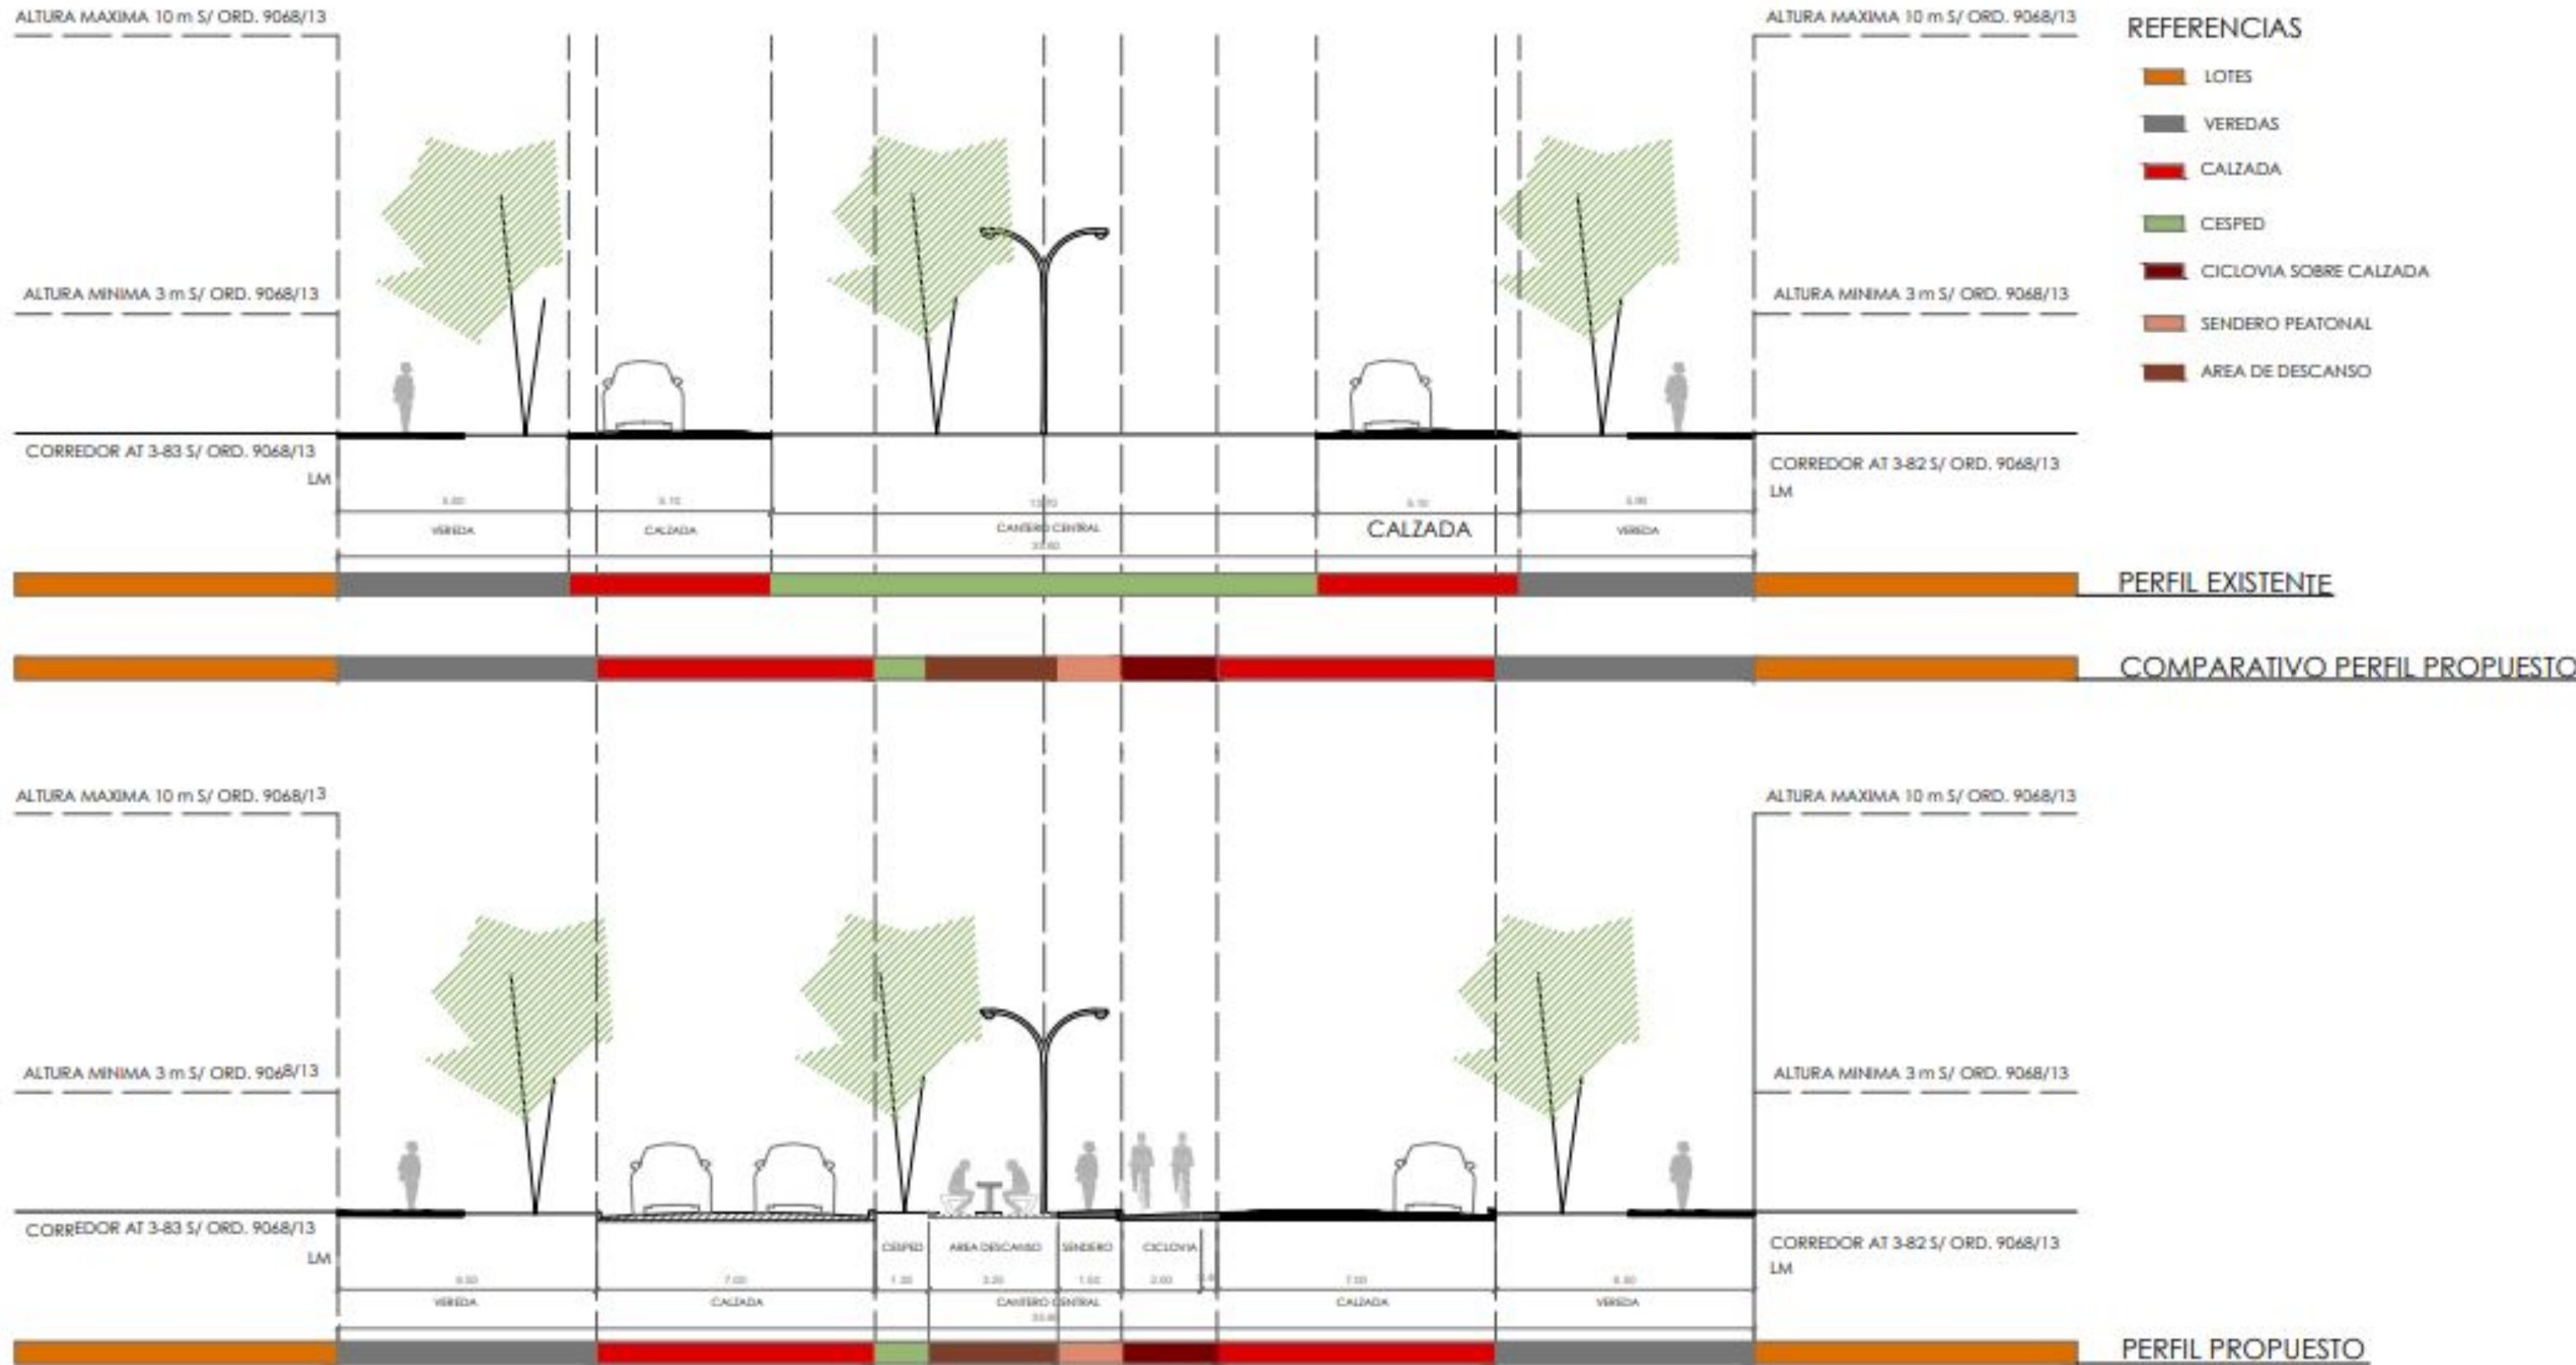 ALTURA MAXIMA 10 m S/ ORD. 9068/13
ALTURA MAXIMA 10 m S/ ORD. 9068/13
REFERENCIAS
LOTES
VEREDAS
CALZADA
CESPED
CICLOVIA SOBRE CALZADA
SENDERO PEATONAL
AREA DE DESCANSO
ALTURA MINIMA 3 m S/ ORD. 9068/13
ALTURA MINIMA 3 m S/ ORD. 9068/13
CORREDOR AT 3-83 S/ ORD. 9068/13
LM
CORREDOR AT 3-82 S/ ORD. 9068/13
LM
VEREDA
CALZADA
CANTERO CENTRAL
CALZADA
VEREDA
PERFIL EXISTENTE
COMPARATIVO PERFIL PROPUESTO
ALTURA MAXIMA 10 m S/ ORD. 9068/13
ALTURA MAXIMA 10 m S/ ORD. 9068/13
ALTURA MINIMA 3 m S/ ORD. 9068/13
ALTURA MINIMA 3 m S/ ORD. 9068/13
CORREDOR AT 3-83 S/ ORD. 9068/13
LM
CORREDOR AT 3-82 S/ ORD. 9068/13
LM
CESPED
AREA DESCANSO
SENDERO
CICLOVIA
7.00
3.25
1.50
2.00
7.00
VEREDA
CALZADA
CANTERO CENTRAL
CALZADA
VEREDA
PERFIL PROPUESTO